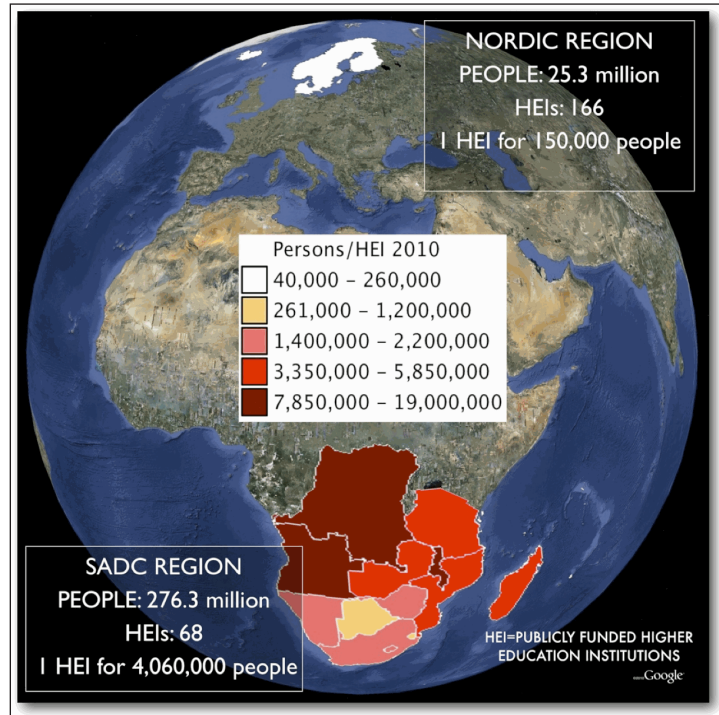 NORDIC REGION
PEOPLE: 25.3 million
HEIs: 166
1 HEI for 150,000 people
Persons/HEI 2010
40,000 – 260,000
261,000 – 1,200,000
1,400,000 – 2,200,000
3,350,000 – 5,850,000
7,850,000 – 19,000,000
SADC REGION
PEOPLE: 276.3 million
HEIs: 68
1 HEI for 4,060,000 people
HEI=PUBLICLY FUNDED HIGHER
EDUCATION INSTITUTIONS
Google